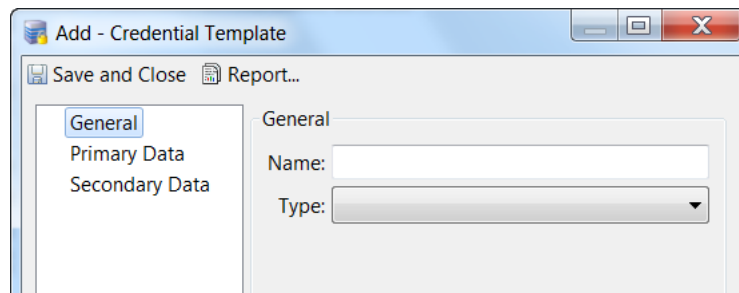 Add - Credential Template
Save and Close Report...
General
Primary Data
Secondary Data
General
Name:
Type: